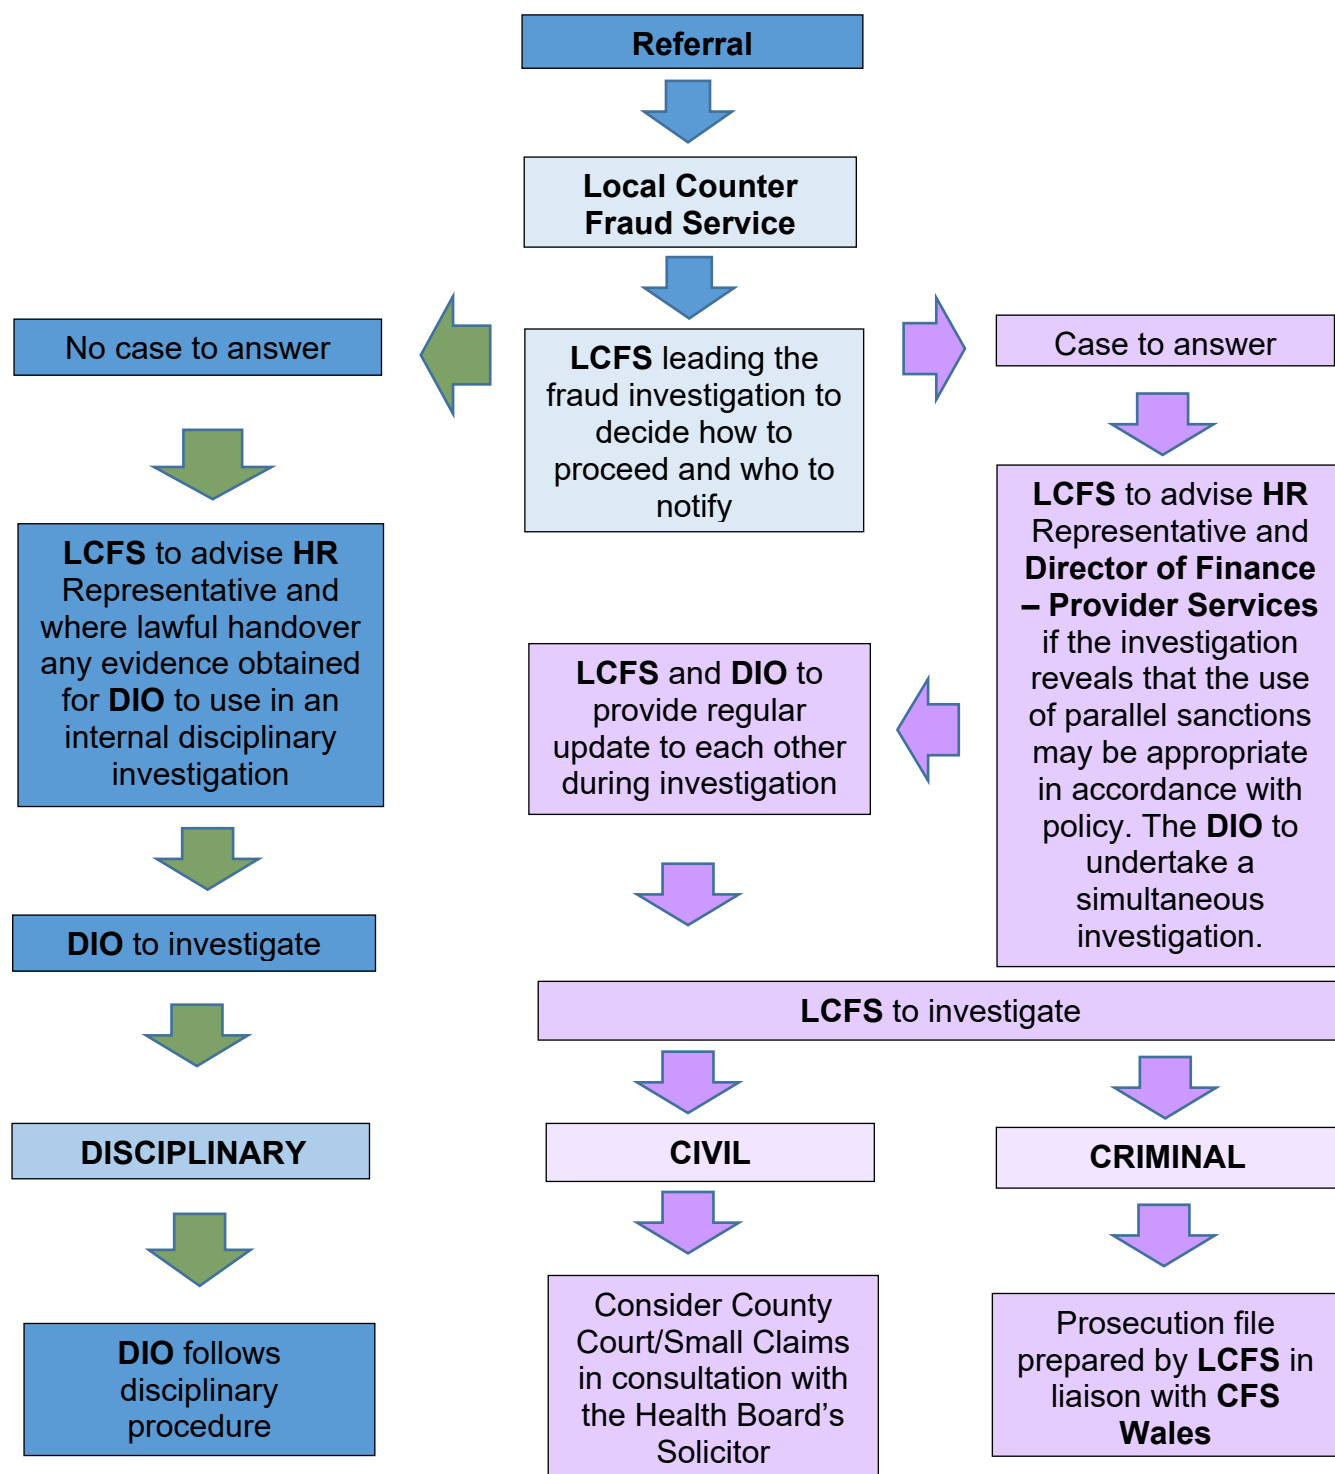 Referral
Local Counter
Fraud Service
No case to answer
LCFS leading the
fraud investigation to
decide how to
proceed and who to
notify
Case to answer
LCFS to advise HR
Representative and
where lawful handover
any evidence obtained
for DIO to use in an
internal disciplinary
investigation
LCFS to advise HR
Representative and
Director of Finance
– Provider Services
if the investigation
reveals that the use
of parallel sanctions
may be appropriate
in accordance with
policy. The DIO to
undertake a
simultaneous
investigation.
LCFS and DIO to
provide regular
update to each other
during investigation
DIO to investigate
LCFS to investigate
DISCIPLINARY
CIVIL
CRIMINAL
DIO follows
disciplinary
procedure
Consider County
Court/Small Claims
in consultation with
the Health Board’s
Solicitor
Prosecution file
prepared by LCFS in
liaison with CFS
Wales